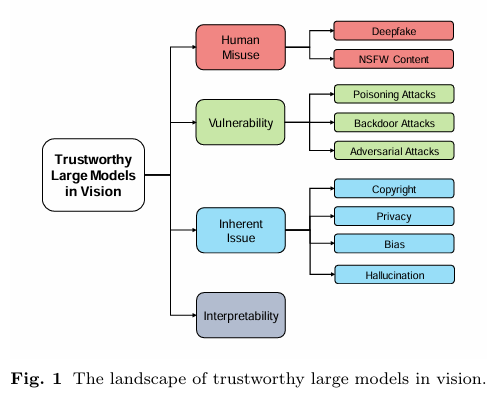 Trustworthy
Large Models
in Vision
Human
Misuse
Deepfake
NSFW Content
Vulnerability
Poisoning Attacks
Backdoor Attacks
Adversarial Attacks
Inherent
Issue
Copyright
Privacy
Bias
Hallucination
Interpretability
Fig. 1 The landscape of trustworthy large models in vision.